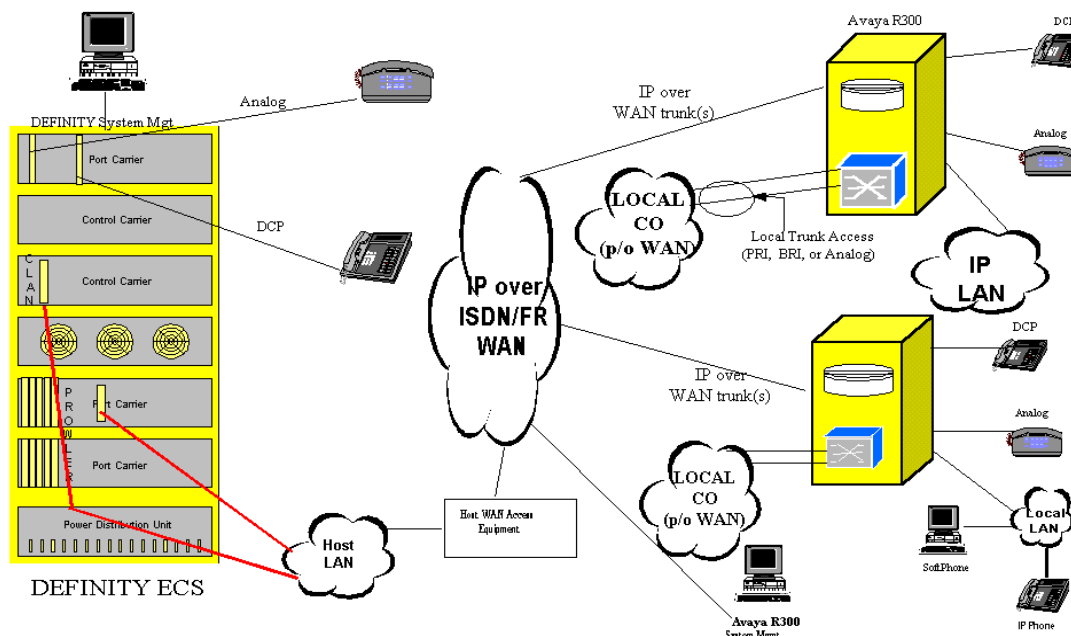 Avaya R300
DCP
Analog
DEFINITY System Mgt
IP over
WAN trunk(s)
Port Carrier
Analog
LOCAL
CO
(p/o WAN)
Control Carrier
DCP
Local Trunk Access
(PRI, BRI, or Analog)
CLAN
Control Carrier
IP
LAN
IP over
ISDN/FR
WAN
DCP
IP over
WAN trunk(s)
PROWLER
Port Carrier
Analog
Port Carrier
LOCAL
CO
(p/o WAN)
Power Distribution Unit
Host WAN Access
Equipment
Host
LAN
Local
LAN
SoftPhone
DEFINITY ECS
Avaya R300
System Mgmt
IP Phone